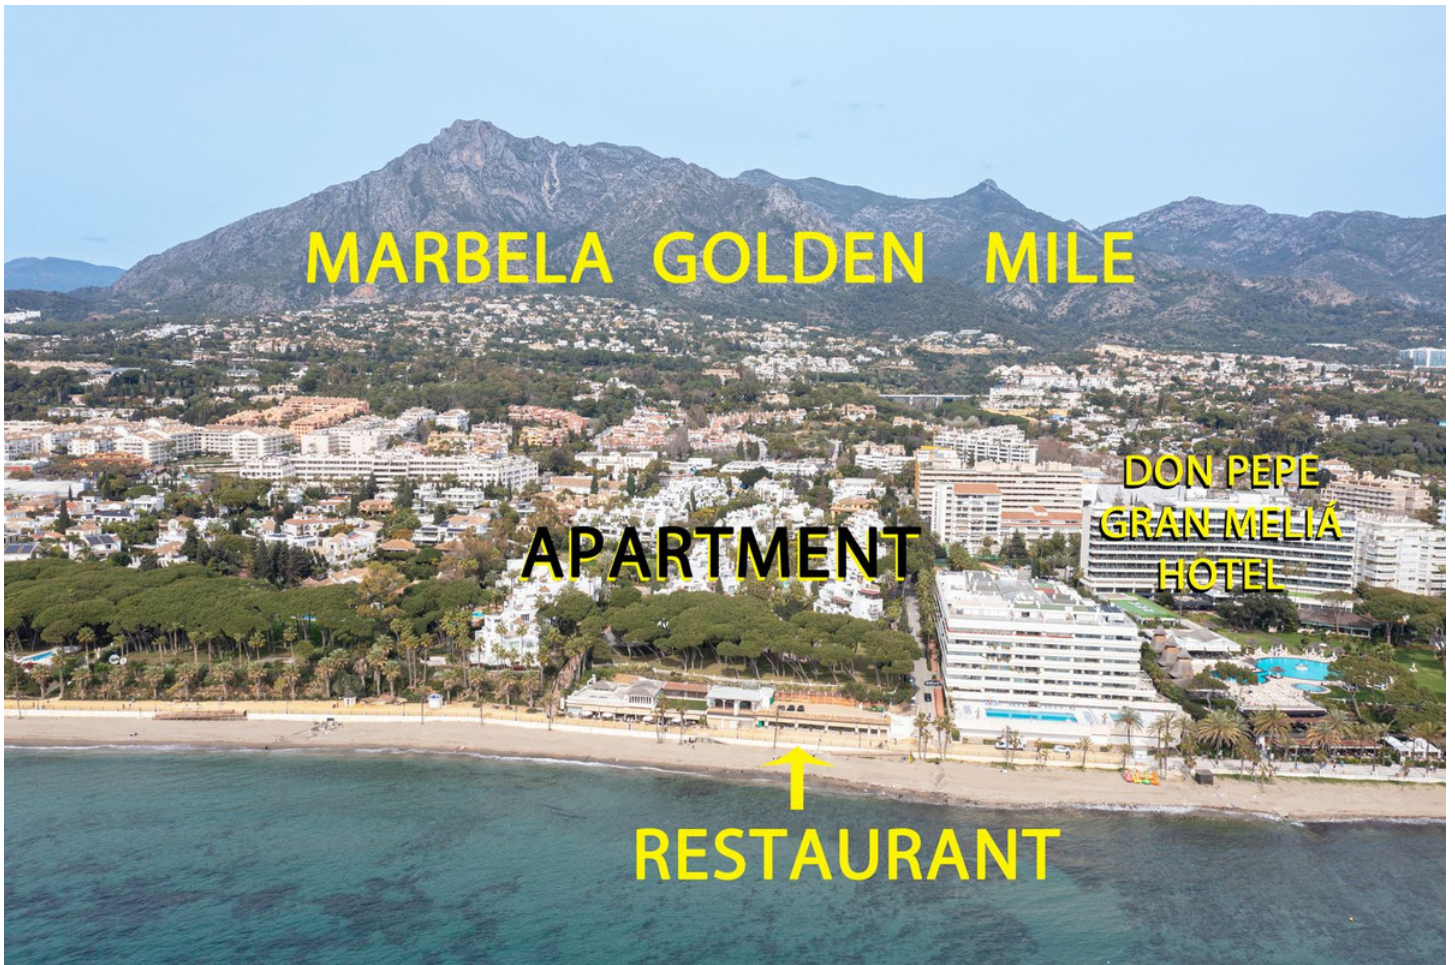 MARBELA GOLDEN MILE
DON PEPE
GRAN MELIÁ
HOTEL
APARTMENT
RESTAURANT